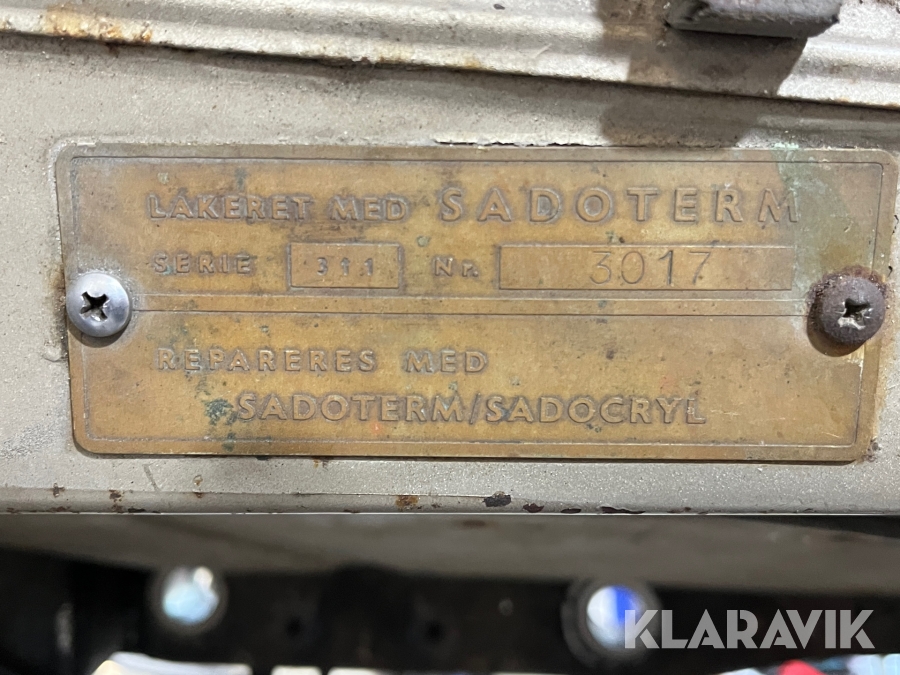 LAKERET MED SADOTERM
SERIE 311 Nr. 3017
REPARERES MED
SADOTERM/SADOCRYL
KLARAVIK